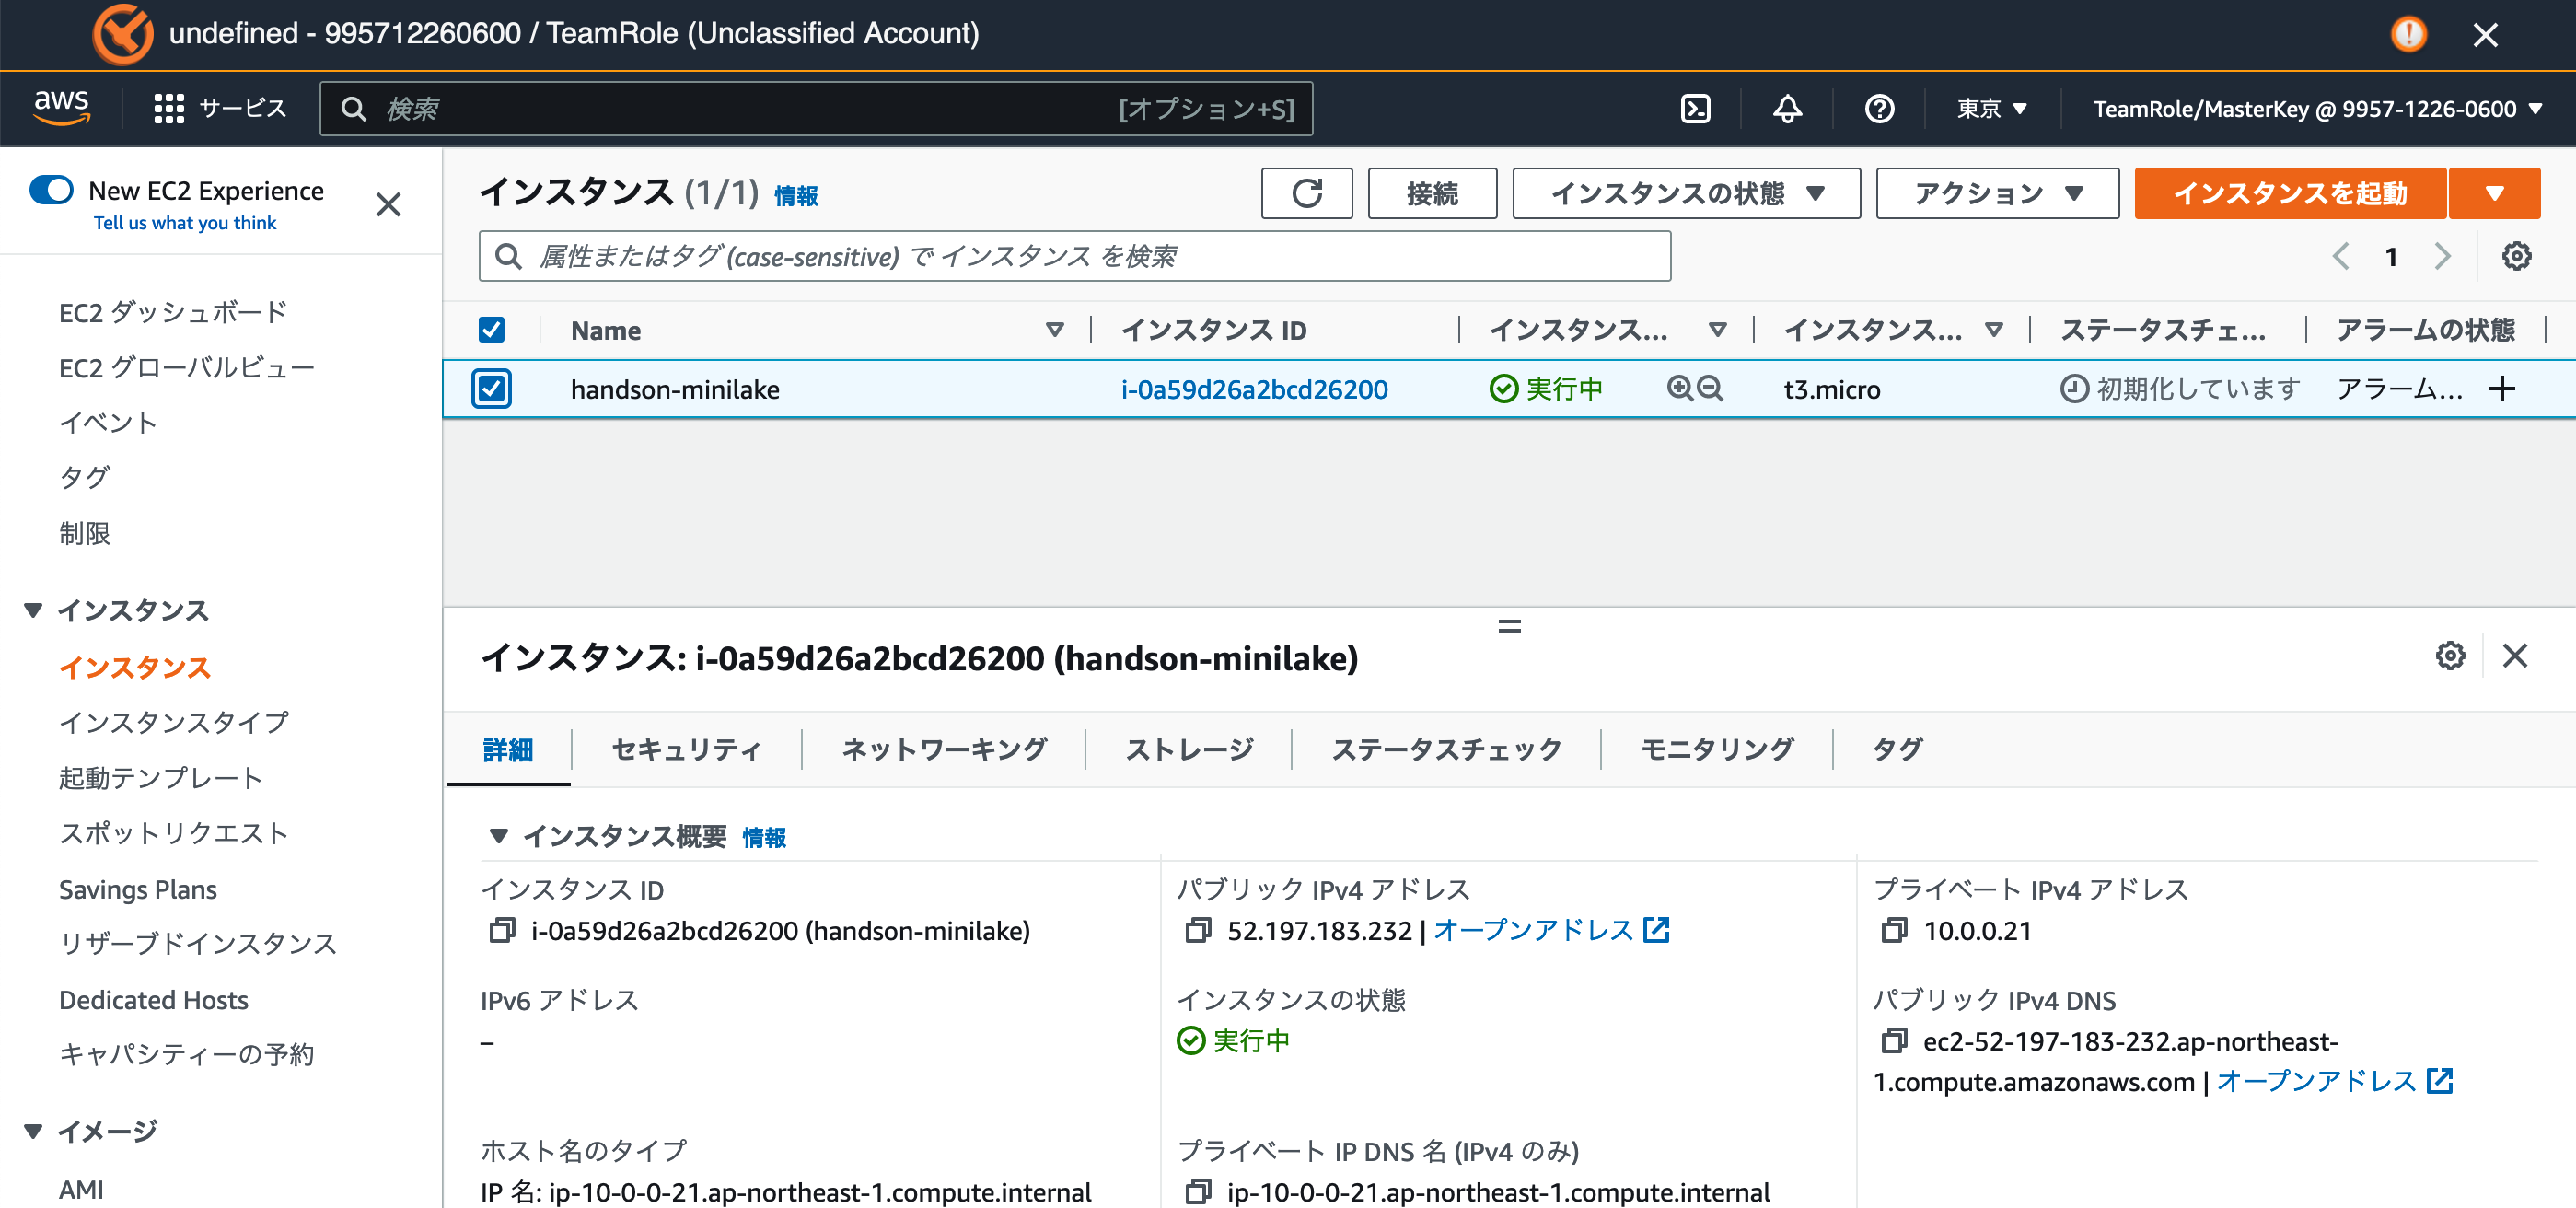 undefined - 995712260600 / TeamRole (Unclassified Account)
aws
サービス
検索
[オプション+S]
東京
TeamRole/MasterKey @ 9957-1226-0600
New EC2 Experience
Tell us what you think
EC2 ダッシュボード
EC2 グローバルビュー
イベント
タグ
制限
インスタンス
インスタンス
インスタンスタイプ
起動テンプレート
スポットリクエスト
Savings Plans
リザーブドインスタンス
Dedicated Hosts
キャパシティーの予約
イメージ
AMI
インスタンス (1/1) 情報
接続
インスタンスの状態
アクション
インスタンスを起動
属性またはタグ (case-sensitive) で インスタンス を検索
1
Name
インスタンス ID
インスタンス...
インスタンス...
ステータスチェ...
アラームの状態
handson-minilake
i-0a59d26a2bcd26200
実行中
t3.micro
初期化しています
アラーム...
インスタンス: i-0a59d26a2bcd26200 (handson-minilake)
詳細
セキュリティ
ネットワーキング
ストレージ
ステータスチェック
モニタリング
タグ
インスタンス概要 情報
インスタンス ID
i-0a59d26a2bcd26200 (handson-minilake)
パブリック IPv4 アドレス
52.197.183.232 | オープンアドレス
プライベート IPv4 アドレス
10.0.0.21
IPv6 アドレス
–
インスタンスの状態
実行中
パブリック IPv4 DNS
ec2-52-197-183-232.ap-northeast-
1.compute.amazonaws.com | オープンアドレス
ホスト名のタイプ
IP 名: ip-10-0-0-21.ap-northeast-1.compute.internal
プライベート IP DNS 名 (IPv4 のみ)
ip-10-0-0-21.ap-northeast-1.compute.internal